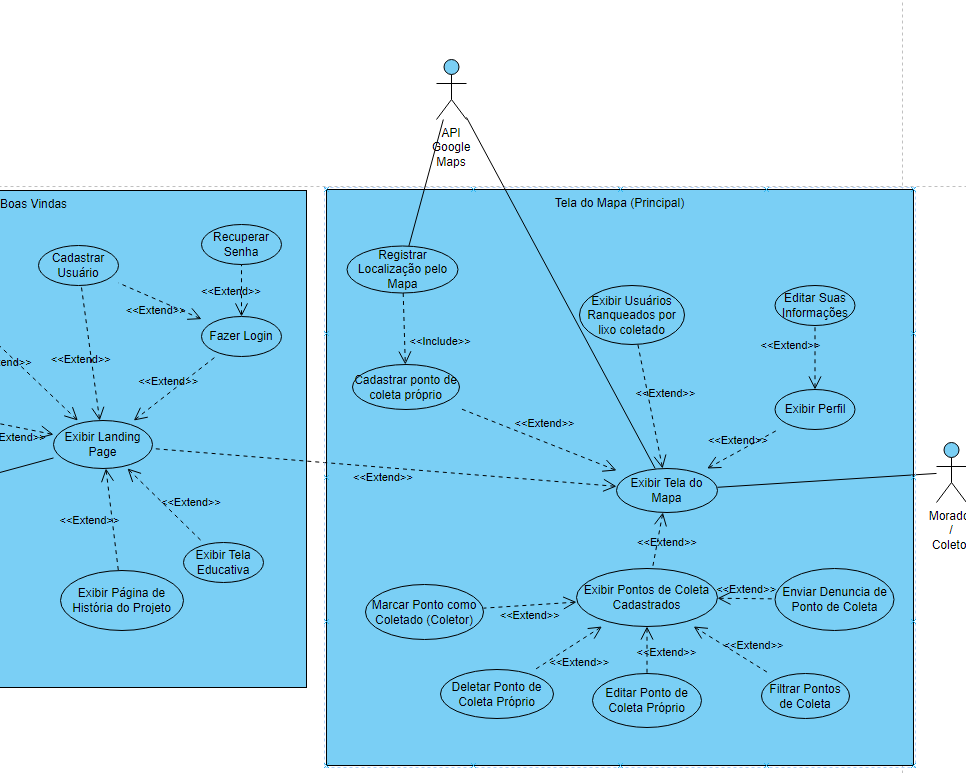 API
Google
Maps
Boas Vindas
Recuperar
Senha
Cadastrar
Usuário
<<Extend>>
<<Extend>>
Fazer Login
<<Extend>>
<<Extend>>
end>>
Extend>>
Exibir Landing
Page
<<Extend>>
<<Extend>>
Exibir Tela
Educativa
Exibir Página de
História do Projeto
Tela do Mapa (Principal)
Registrar
Localização pelo
Mapa
<<Include>>
Cadastrar ponto de
coleta próprio
<<Extend>>
Exibir Usuários
Ranqueados por
lixo coletado
<<Extend>>
Editar Suas
Informações
<<Extend>>
Exibir Perfil
<<Extend>>
<<Extend>>
Exibir Tela do
Mapa
<<Extend>>
Exibir Pontos de Coleta
Cadastrados
<<Extend>>
Enviar Denuncia de
Ponto de Coleta
Marcar Ponto como
Coletado (Coletor)
<<Extend>>
<<Extend>>
<<Extend>>
<<Extend>>
Deletar Ponto de
Coleta Próprio
Editar Ponto de
Coleta Próprio
Filtrar Pontos
de Coleta
Morado
/
Coleto